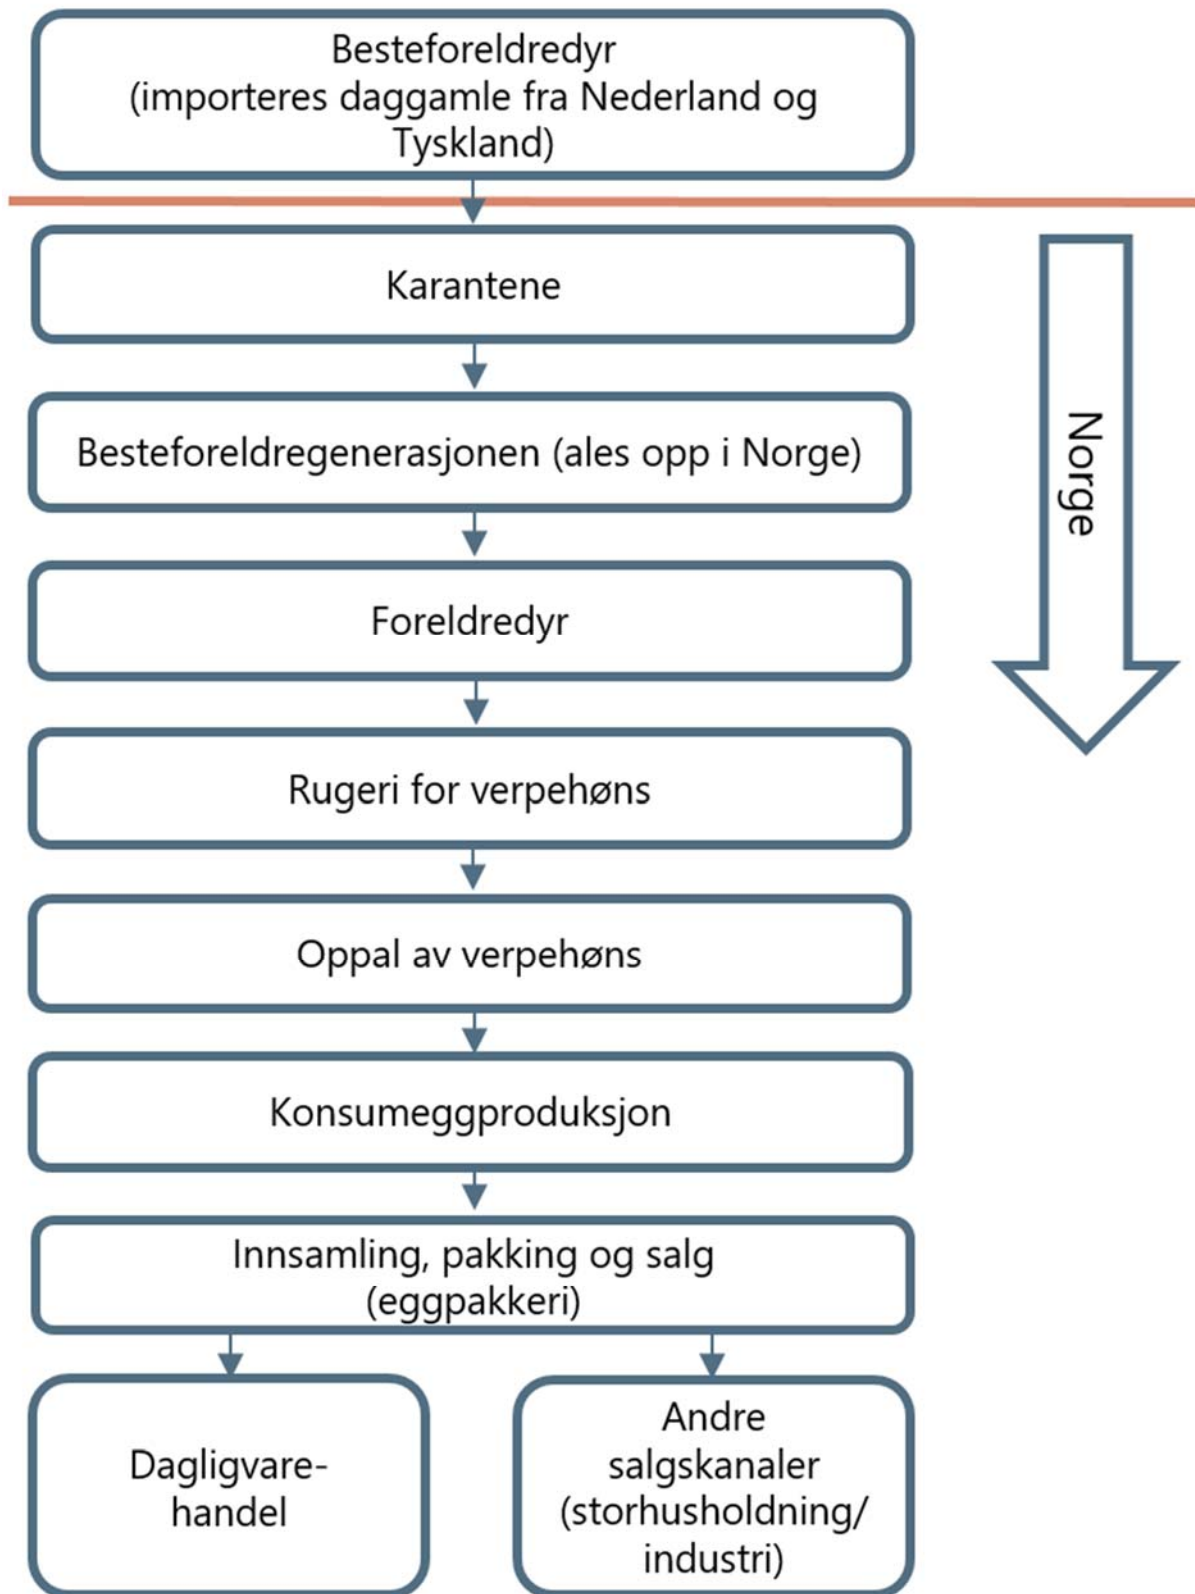 Besteforeldredyr
(importeres daggamle fra Nederland og
Tyskland)
Karantene
Norge
Besteforeldregenerasjonen (ales opp i Norge)
Foreldredyr
Rugeri for verpehøns
Oppal av verpehøns
Konsumeggproduksjon
Innsamling, pakking og salg
(eggpakkeri)
Dagligvare-
handel
Andre
salgskanaler
(storhusholdning/
industri)